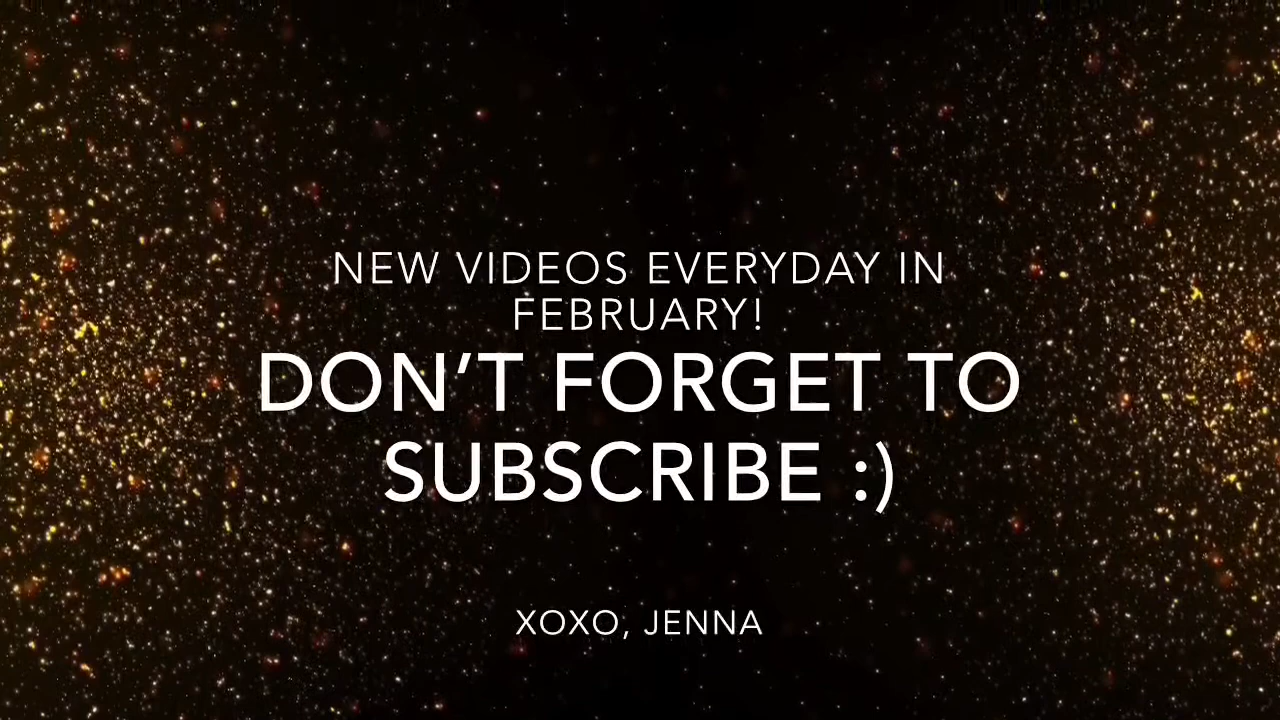 NEW VIDEOS EVERYDAY IN
FEBRUARY!
DON’T FORGET TO
SUBSCRIBE :)
XOXO, JENNA